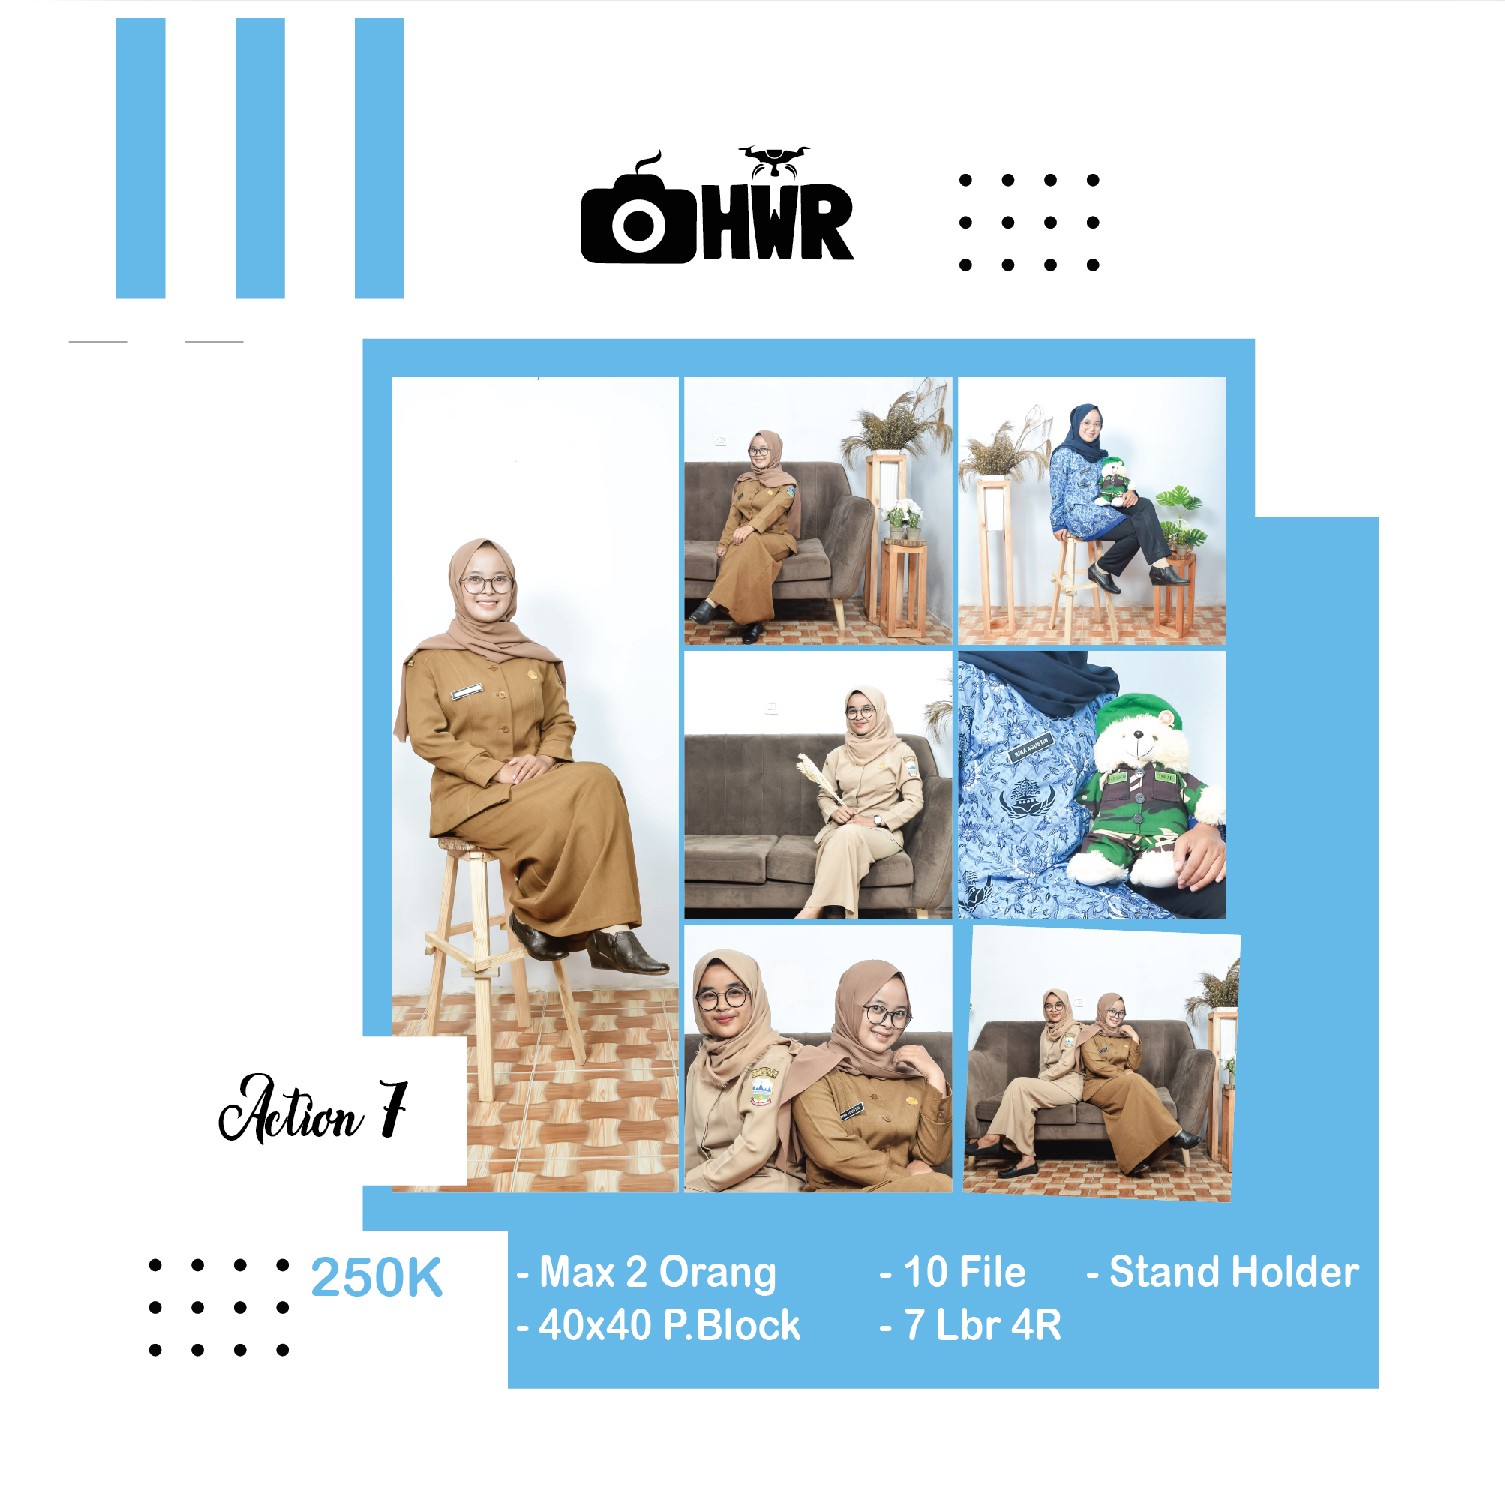 HWR
Action 7
250K
- Max 2 Orang
- 40x40 P.Block
- 10 File
- 7 Lbr 4R
- Stand Holder